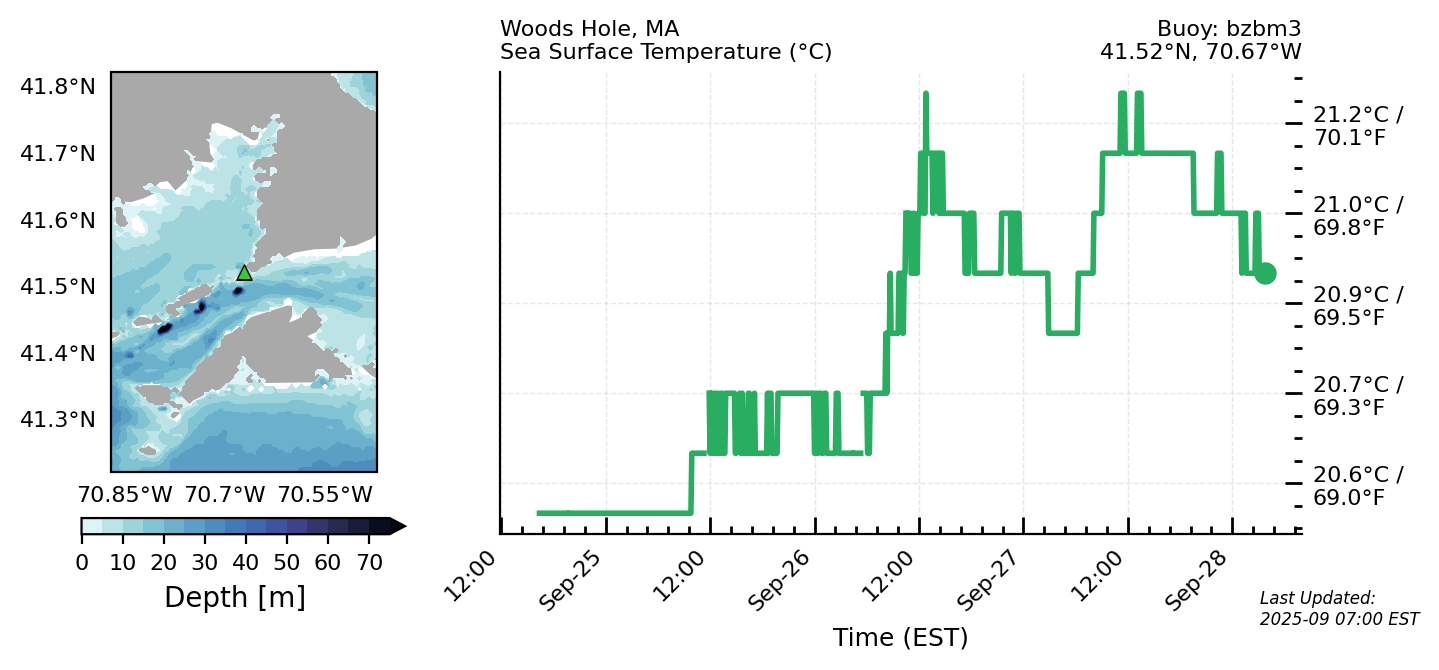 Woods Hole, MA
Sea Surface Temperature (°C)
Buoy: bzbm3
41.52°N, 70.67°W
41.8°N
41.7°N
41.6°N
41.5°N
41.4°N
41.3°N
70.85°W 70.7°W 70.55°W
0 10 20 30 40 50 60 70
Depth [m]
21.2°C /
70.1°F
21.0°C /
69.8°F
20.9°C /
69.5°F
20.7°C /
69.3°F
20.6°C /
69.0°F
12:00 Sep-25 12:00 Sep-26 12:00 Sep-27 12:00 Sep-28
Time (EST)
Last Updated:
2025-09 07:00 EST